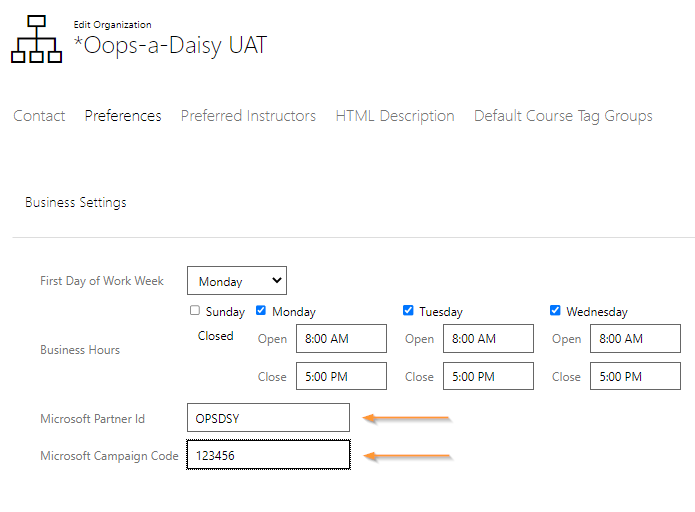 Edit Organization
*Oops-a-Daisy UAT
Contact Preferences Preferred Instructors HTML Description Default Course Tag Groups
Business Settings
First Day of Work Week Monday
Sunday Monday Tuesday Wednesday
Closed Open 8:00 AM Open 8:00 AM Open 8:00 AM
Business Hours
Close 5:00 PM Close 5:00 PM Close 5:00 PM
Microsoft Partner Id OPSDSY
Microsoft Campaign Code 123456